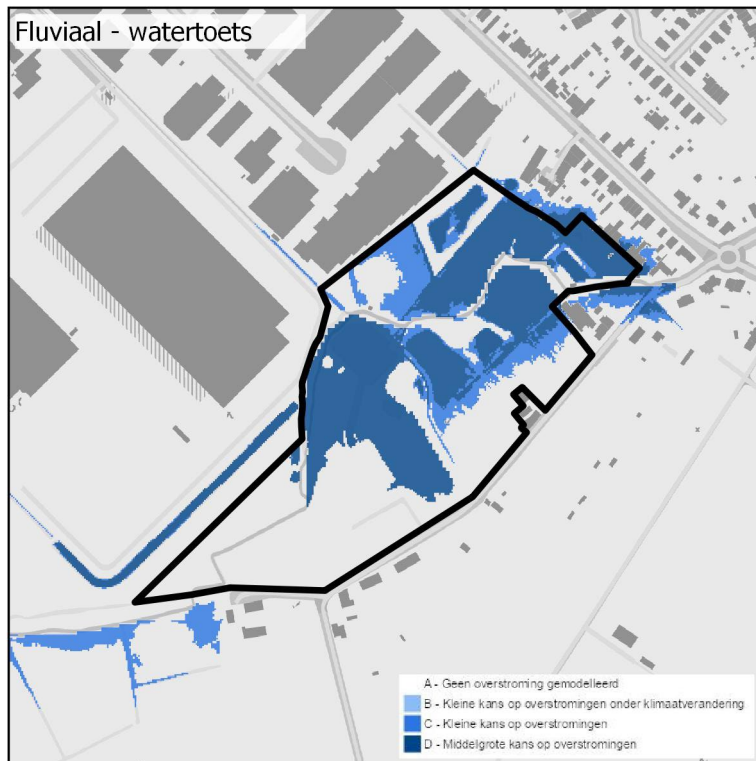 Fluviaal - watertoets
A - Geen overstroming gemodelleerd
B - Kleine kans op overstromingen onder klimaatverandering
C - Kleine kans op overstromingen
D - Middelgrote kans op overstromingen